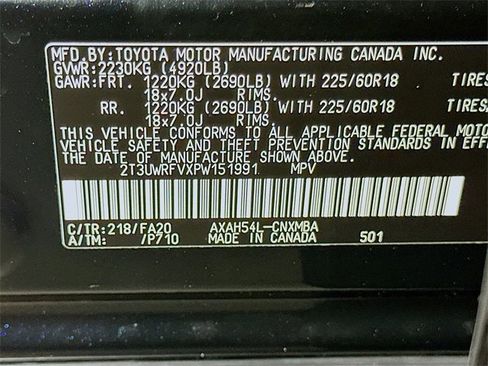 MFD.BY:TOYOTA MOTOR MANUFACTURING CANADA INC.
GVWR:2230KG (4920LB)
GAWR:FRT. 1220KG (2690LB) WITH 225/60R18 TIRES
18x7.0J RIMS.
RR. 1220KG (2690LB) WITH 225/60R18 TIRES
18x7.0J RIMS.
THIS VEHICLE CONFORMS TO ALL APPLICABLE FEDERAL MOTO
VEHICLE SAFETY AND THEFT PREVENTION STANDARDS IN EFFE
OF MANUFACTURE SHOWN ABOVE.
2T3UWRFVXPW151991 MPV
C/TR:218/FA20 AXAH54L-CNXMBA
A/TM: /P710 MADE IN CANADA 501